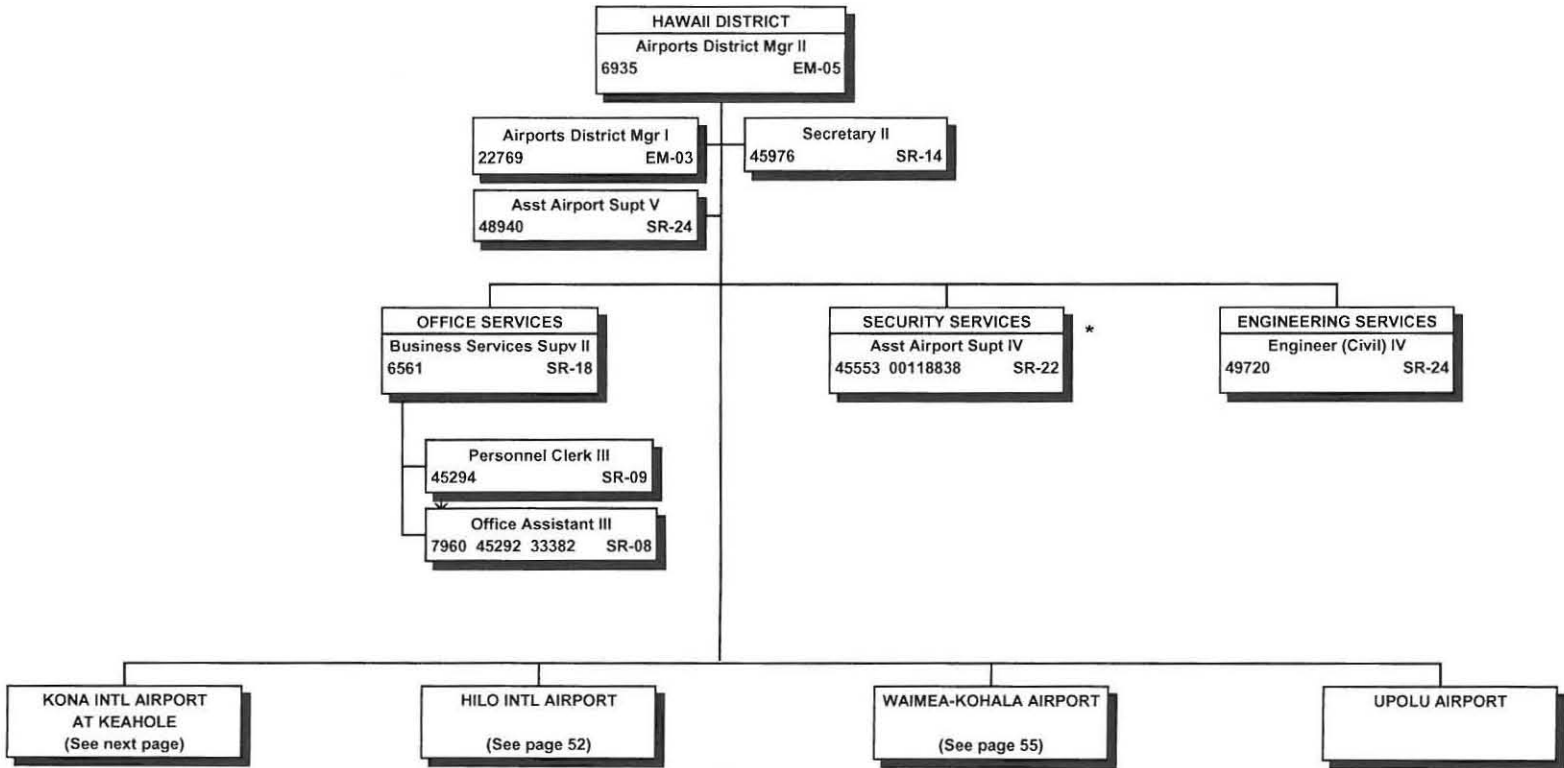 HAWAII DISTRICT
Airports District Mgr II
6935 EM-05
Airports District Mgr I
22769 EM-03
Secretary II
45976 SR-14
Asst Airport Supt V
48940 SR-24
OFFICE SERVICES
Business Services Supv II
6561 SR-18
SECURITY SERVICES
Asst Airport Supt IV
45553 00118838 SR-22
*
ENGINEERING SERVICES
Engineer (Civil) IV
49720 SR-24
Personnel Clerk III
45294 SR-09
Office Assistant III
7960 45292 33382 SR-08
KONA INTL AIRPORT
AT KEAHOLE
(See next page)
HILO INTL AIRPORT
(See page 52)
WAIMEA-KOHALA AIRPORT
(See page 55)
UPOLU AIRPORT